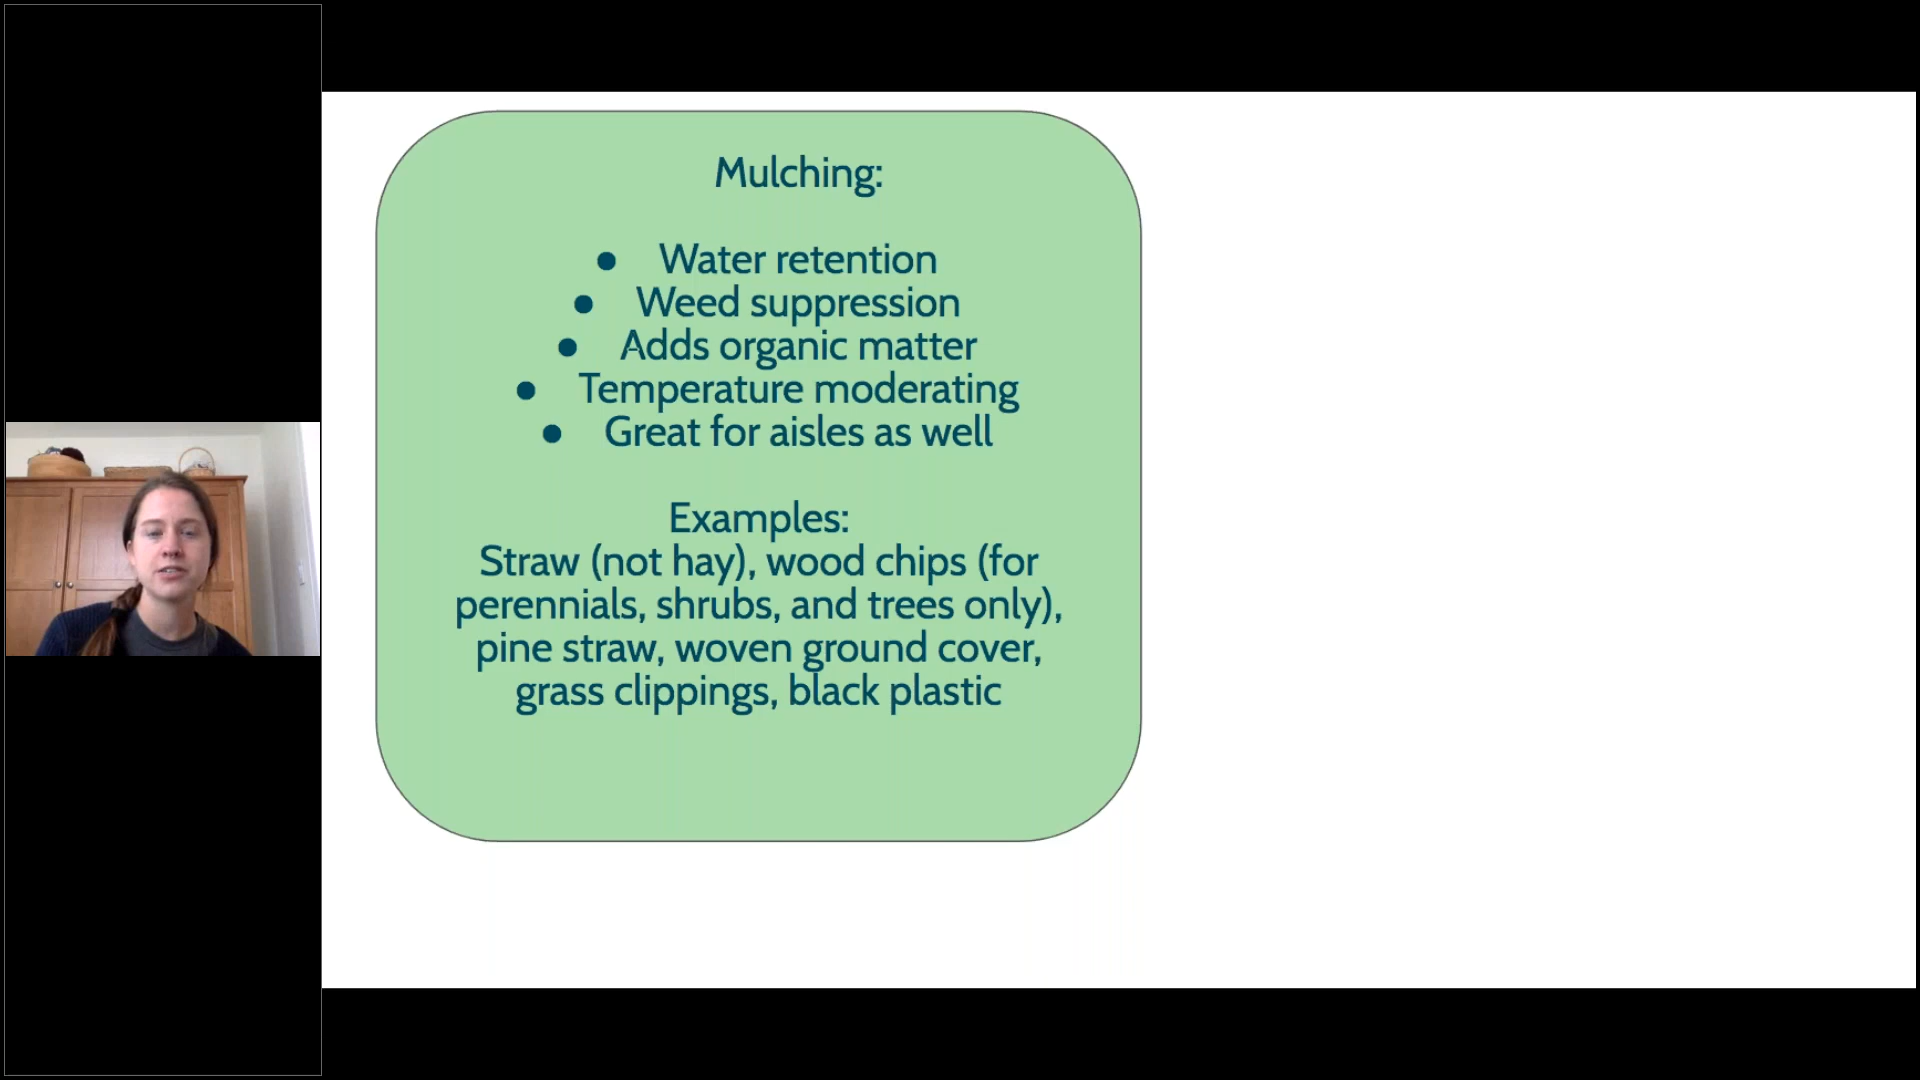 Mulching:
● Water retention
● Weed suppression
● Adds organic matter
● Temperature moderating
● Great for aisles as well
Examples:
Straw (not hay), wood chips (for
perennials, shrubs, and trees only),
pine straw, woven ground cover,
grass clippings, black plastic